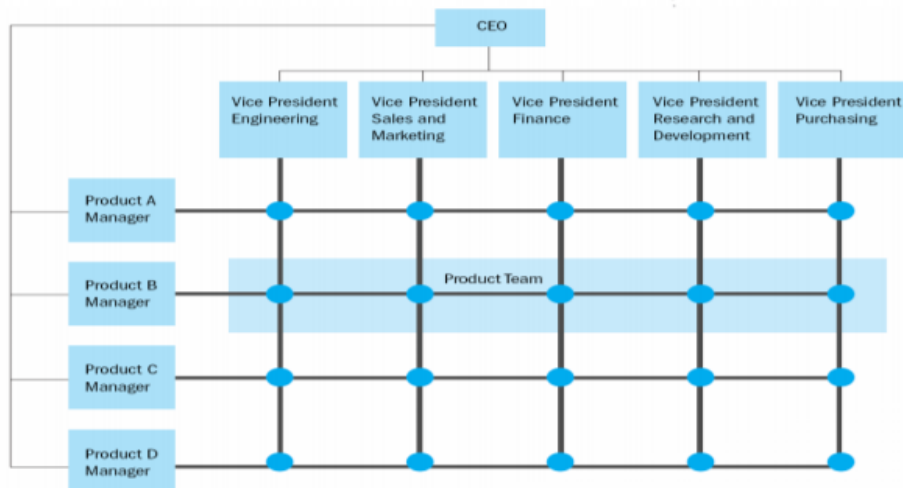 CEO
Vice President
Engineering
Vice President
Sales and
Marketing
Vice President
Finance
Vice President
Research and
Development
Vice President
Purchasing
Product A
Manager
Product B
Manager
Product Team
Product C
Manager
Product D
Manager